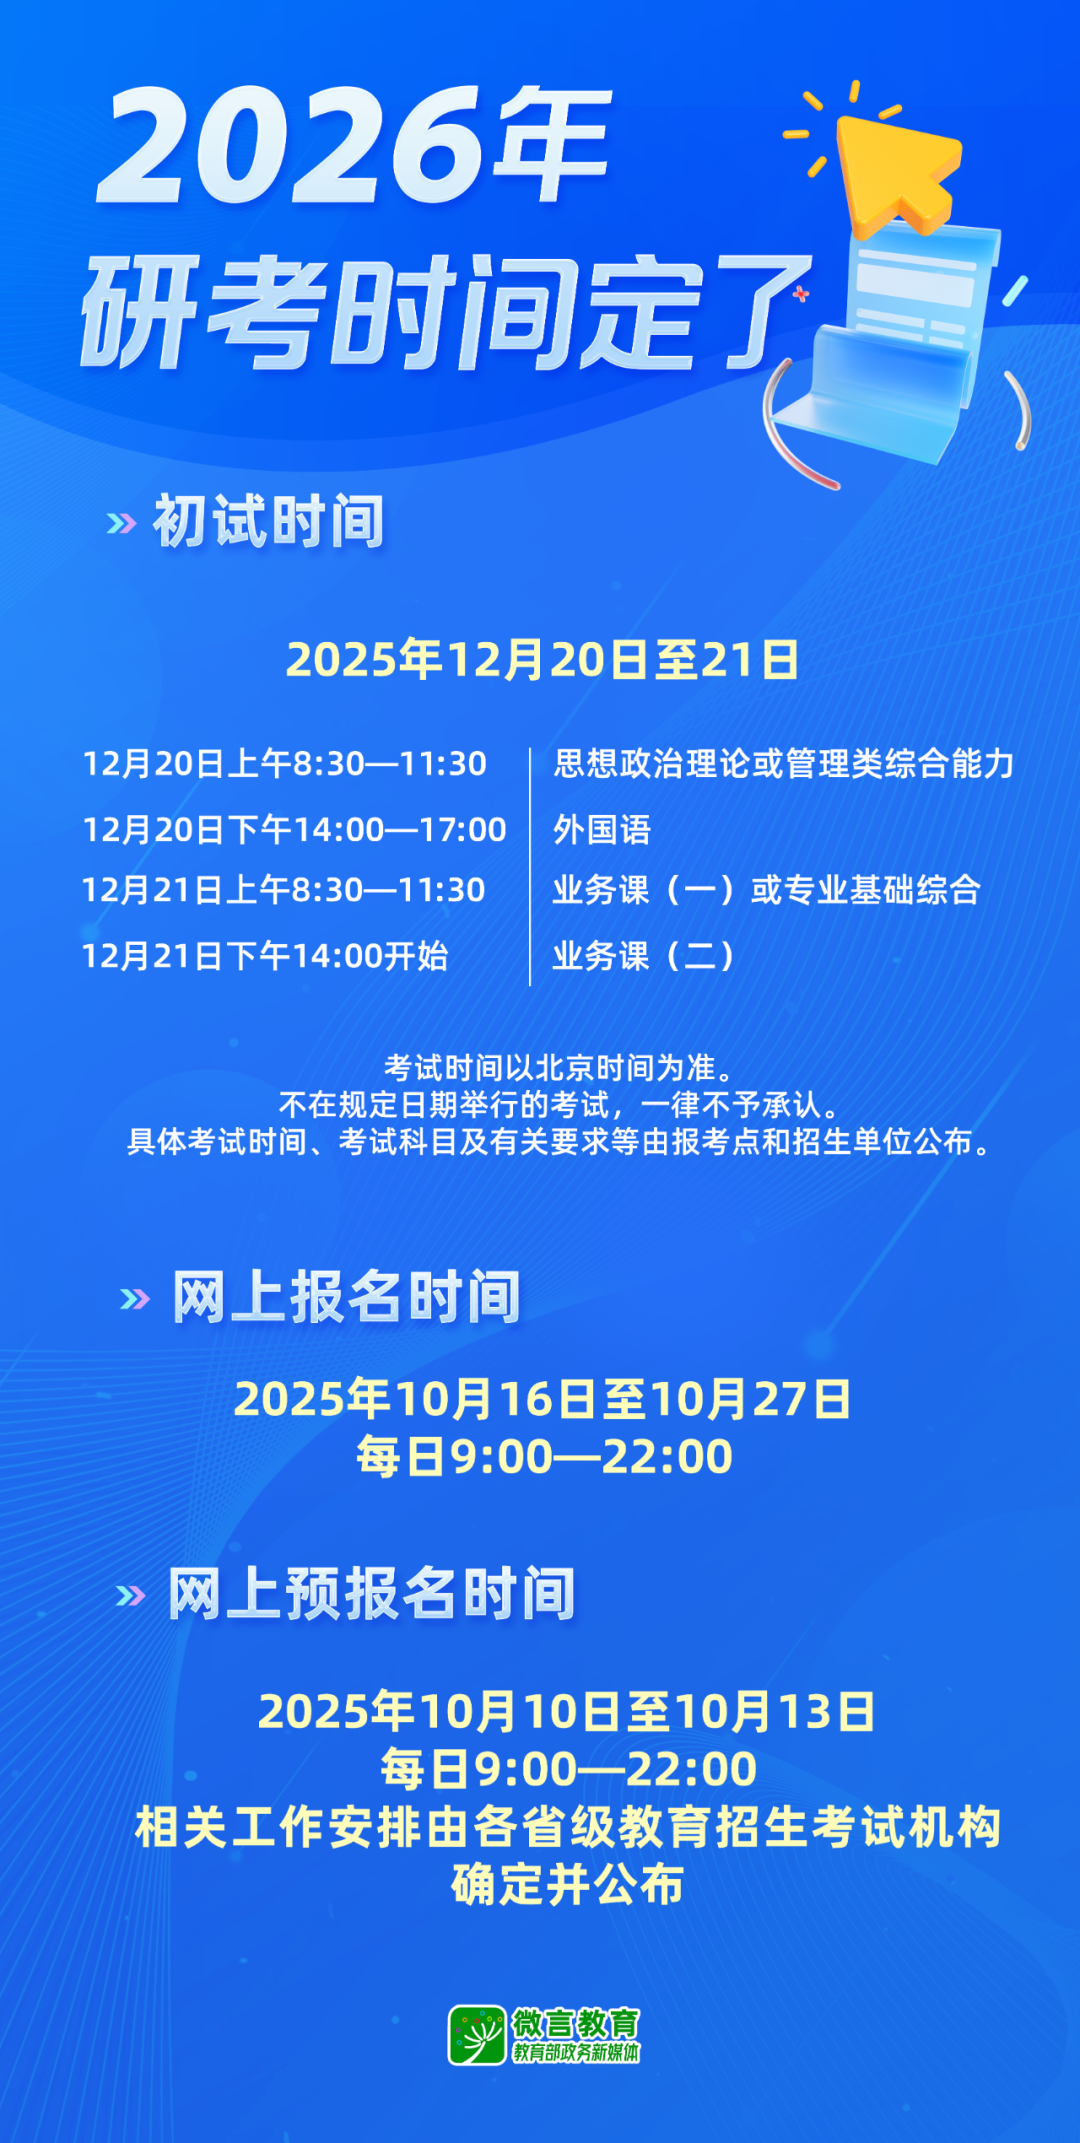 2026年
研考时间定了
初试时间
2025年12月20日至21日
12月20日上午8:30—11:30 思想政治理论或管理类综合能力
12月20日下午14:00—17:00 外国语
12月21日上午8:30—11:30 业务课（一）或专业基础综合
12月21日下午14:00开始 业务课（二）
考试时间以北京时间为准。
不在规定日期举行的考试，一律不予承认。
具体考试时间、考试科目及有关要求等由报考点和招生单位公布。
网上报名时间
2025年10月16日至10月27日
每日9:00—22:00
网上预报名时间
2025年10月10日至10月13日
每日9:00—22:00
相关工作安排由各省级教育招生考试机构
确定并公布
微言教育
教育部政务新媒体